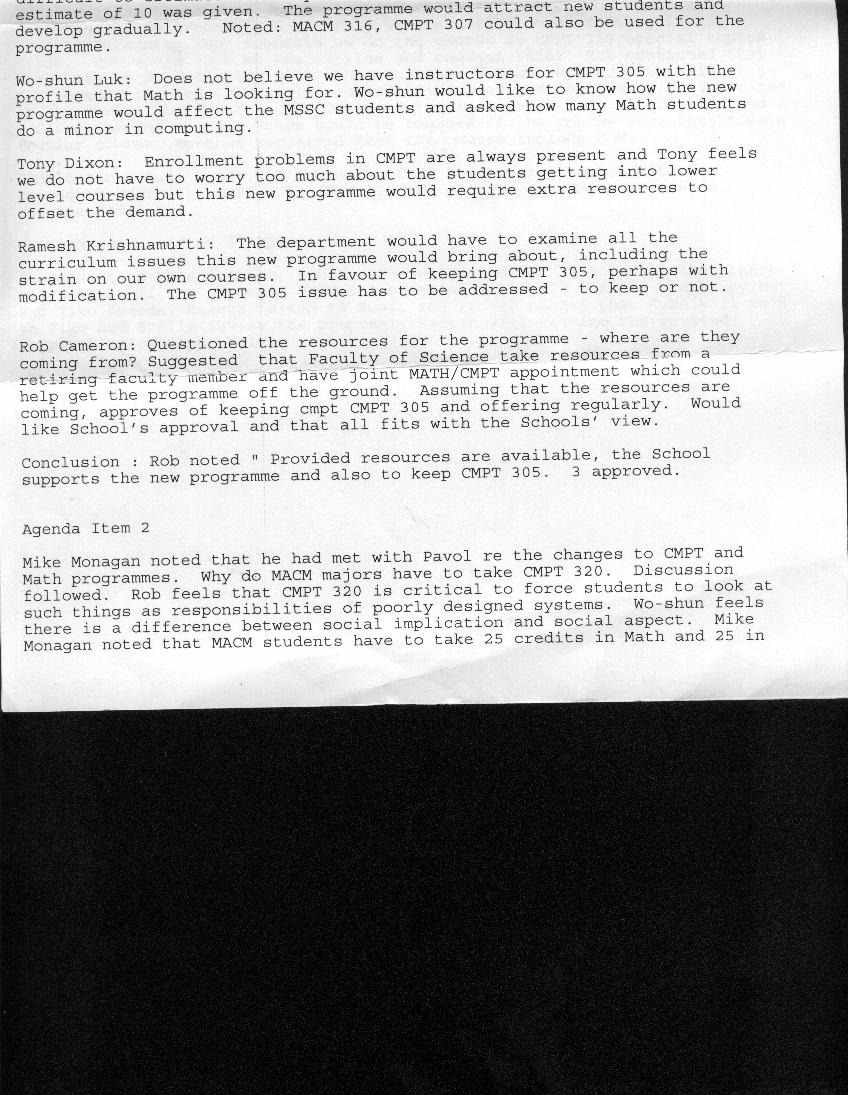 estimate of 10 was given.  The programme would attract new students and
develop gradually.   Noted: MACM 316, CMPT 307 could also be used for the
programme.
Wo-shun Luk:  Does not believe we have instructors for CMPT 305 with the
profile that Math is looking for. Wo-shun would like to know how the new
programme would affect the MSSC students and asked how many Math students
do a minor in computing.
Tony Dixon:  Enrollment problems in CMPT are always present and Tony feels
we do not have to worry too much about the students getting into lower
level courses but this new programme would require extra resources to
offset the demand.
Ramesh Krishnamurti:  The department would have to examine all the
curriculum issues this new programme would bring about, including the
strain on our own courses.  In favour of keeping CMPT 305, perhaps with
modification.  The CMPT 305 issue has to be addressed - to keep or not.
Rob Cameron: Questioned the resources for the programme - where are they
coming from? Suggested  that Faculty of Science take resources from a
retiring faculty member and have joint MATH/CMPT appointment which could
help get the programme off the ground.  Assuming that the resources are
coming, approves of keeping cmpt CMPT 305 and offering regularly.  Would
like School's approval and that all fits with the Schools' view.
Conclusion : Rob noted " Provided resources are available, the School
supports the new programme and also to keep CMPT 305.  3 approved.
Agenda Item 2
Mike Monagan noted that he had met with Pavol re the changes to CMPT and
Math programmes.  Why do MACM majors have to take CMPT 320.  Discussion
followed.  Rob feels that CMPT 320 is critical to force students to look at
such things as responsibilities of poorly designed systems.  Wo-shun feels
there is a difference between social implication and social aspect.  Mike
Monagan noted that MACM students have to take 25 credits in Math and 25 in